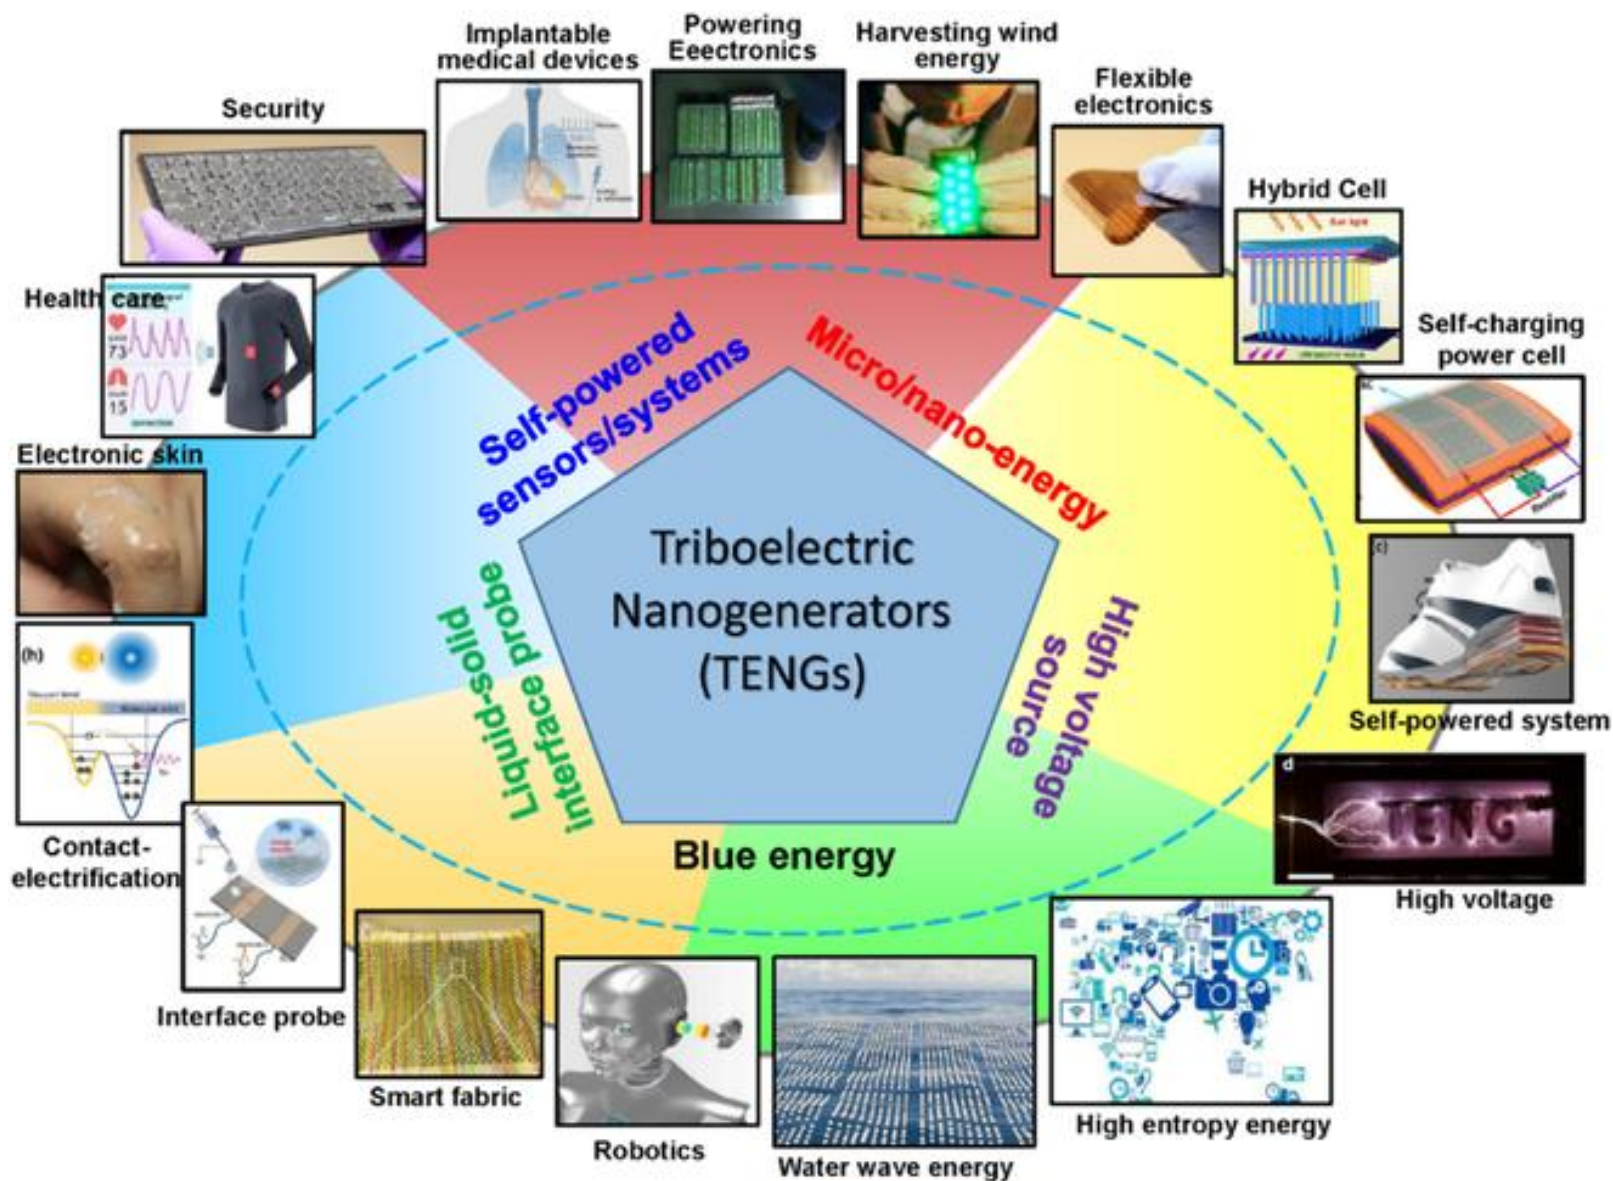 Implantable
medical devices
Powering
Eeectronics
Harvesting wind
energy
Flexible
electronics
Security
Hybrid Cell
Self-charging
power cell
Health care
73
15
Electronic skin
Self-powered
sensors/systems
Micro/nano-energy
Triboelectric
Nanogenerators
(TENGs)
Liquid-solid
interface probe
High voltage
source
Blue energy
Rectifier
(c)
Self-powered system
(h)
d
TENG
High voltage
Contact-
electrification
Interface probe
Smart fabric
Robotics
Water wave energy
High entropy energy